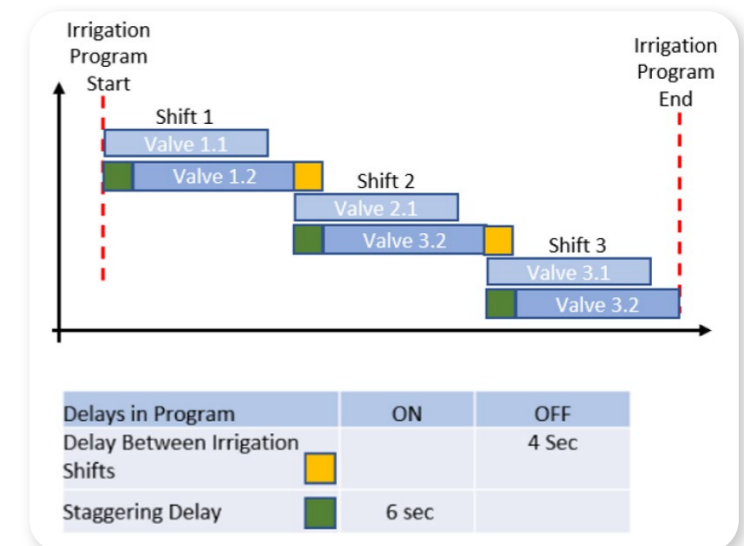 Irrigation
Program
Start
Irrigation
Program
End
Shift 1
Valve 1.1
Valve 1.2
Shift 2
Valve 2.1
Valve 3.2
Shift 3
Valve 3.1
Valve 3.2
Delays in Program ON OFF
Delay Between Irrigation 4 Sec
Shifts
Staggering Delay 6 sec